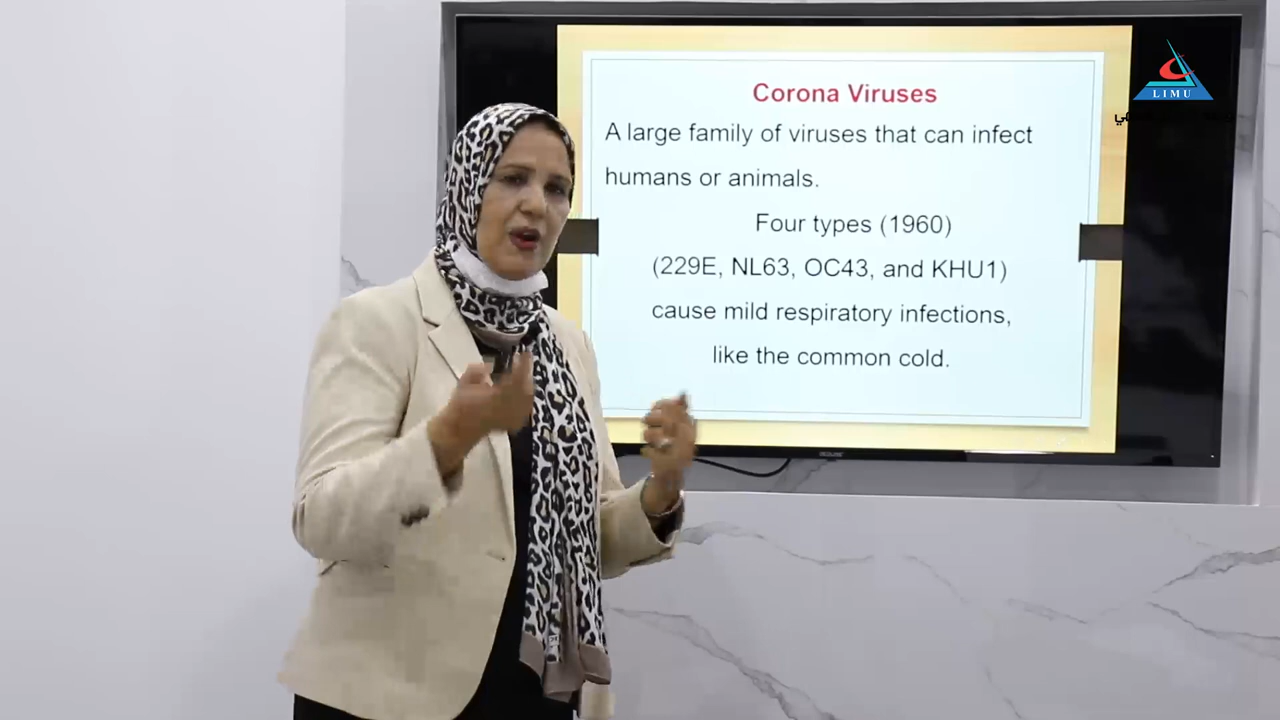 Corona Viruses
A large family of viruses that can infect
humans or animals.
Four types (1960)
(229E, NL63, OC43, and KHU1)
cause mild respiratory infections,
like the common cold.
LIMU